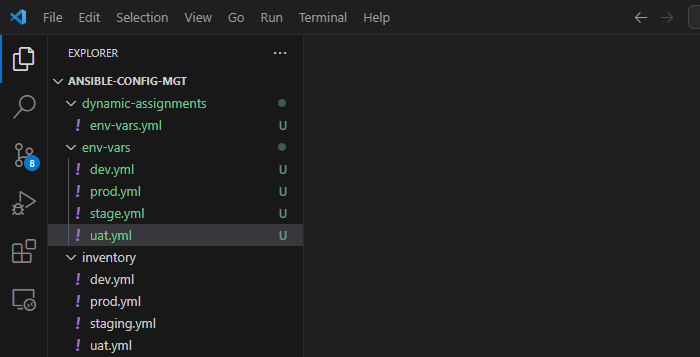 File Edit Selection View Go Run Terminal Help
EXPLORER
ANSIBLE-CONFIG-MGT
dynamic-assignments
! env-vars.yml U
env-vars
! dev.yml U
! prod.yml U
! stage.yml U
! uat.yml U
inventory
! dev.yml
! prod.yml
! staging.yml
! uat.yml
8